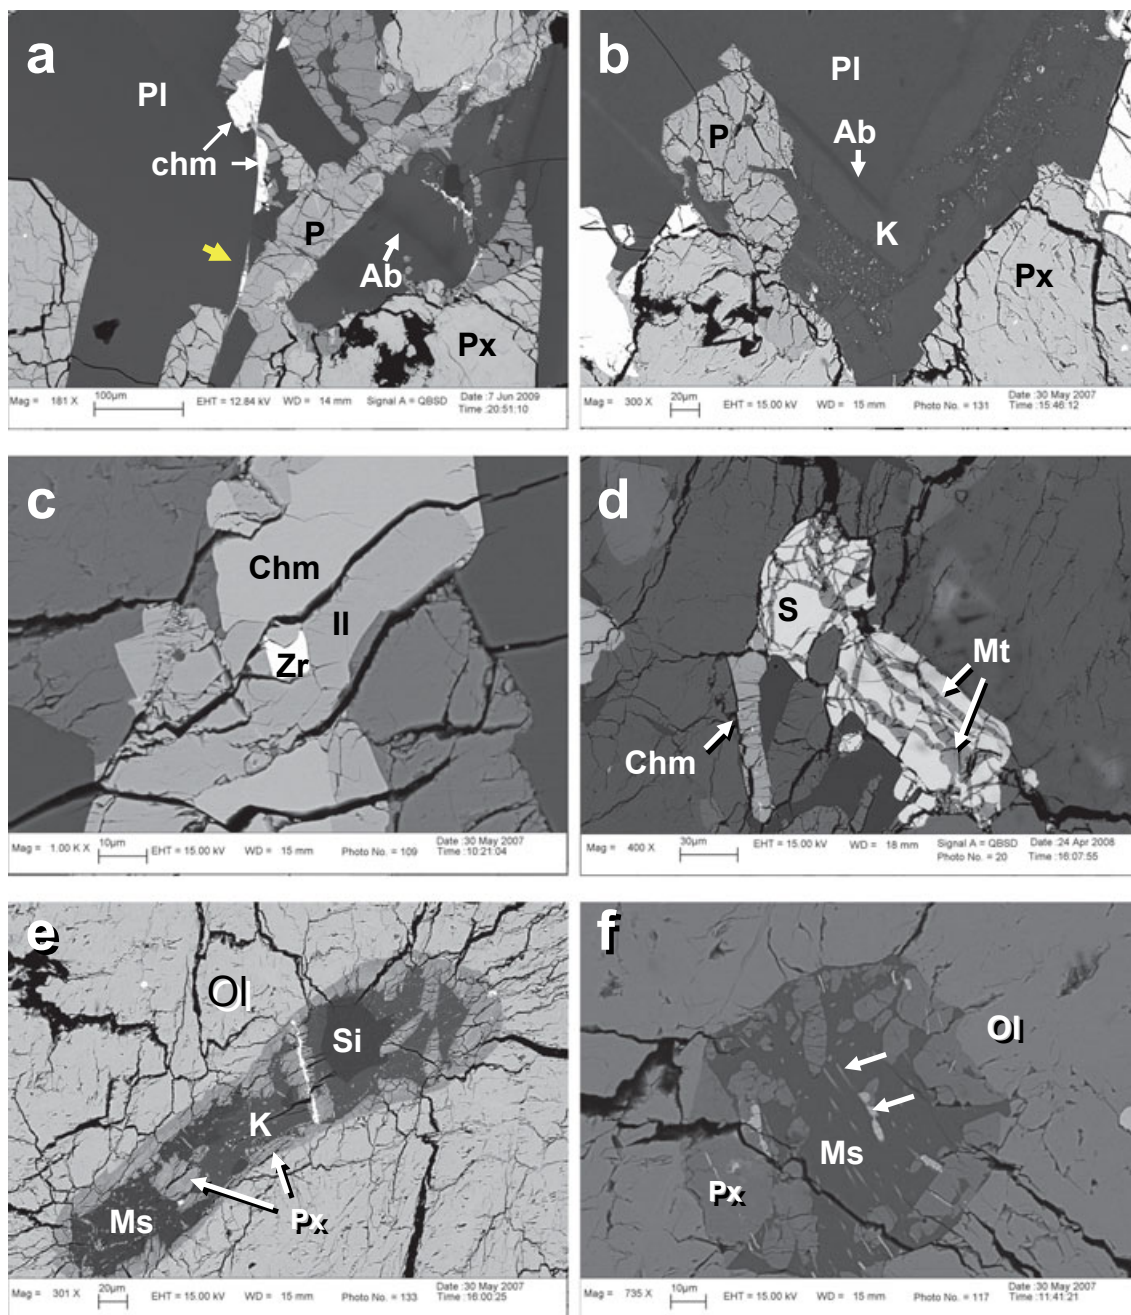 a
Pl
chm
P
Ab
Px
Mag = 181 X 100µm EHT = 12.84 kV WD = 14 mm Signal A = QBSD Date :7 Jun 2009
Time :20:51:10
b
Pl
Ab
P
K
Px
Mag = 300 X 20µm EHT = 15.00 kV WD = 15 mm Photo No. = 131 Date :30 May 2007
Time :15:46:12
c
Chm
Il
Zr
Mag = 1.00 K X 10µm EHT = 15.00 kV WD = 15 mm Photo No. = 109 Date :30 May 2007
Time :10:21:04
d
S
Mt
Chm
Mag = 400 X 30µm EHT = 15.00 kV WD = 18 mm Signal A = QBSD Date :24 Apr 2008
Photo No. = 20 Time :16:07:55
e
Ol
Si
K
Ms
Px
Mag = 301 X 20µm EHT = 15.00 kV WD = 15 mm Photo No. = 133 Date :30 May 2007
Time :16:00:25
f
Ol
Ms
Px
Mag = 735 X 10µm EHT = 15.00 kV WD = 15 mm Photo No. = 117 Date :30 May 2007
Time :11:41:21